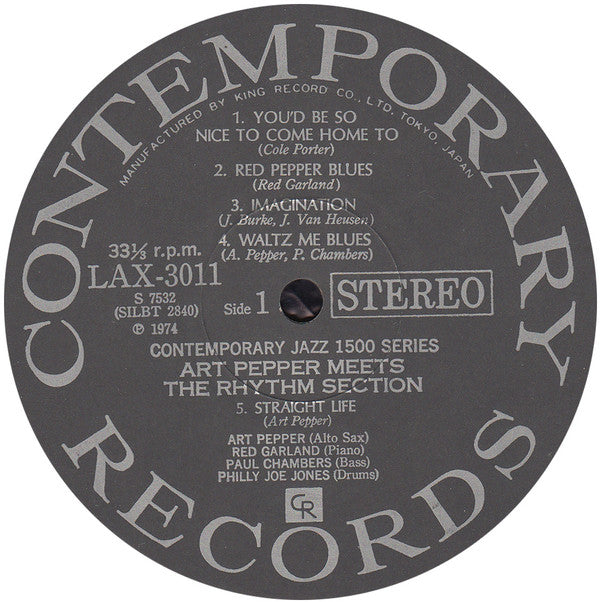 CONTEMPORARY
MANUFACTURED BY KING RECORD CO., LTD. TOKYO, JAPAN
1. YOU'D BE SO
NICE TO COME HOME TO
(Cole Porter)
2. RED PEPPER BLUES
(Red Garland)
3. IMAGINATION
(J. Burke, J. Van Heusen)
4. WALTZ ME BLUES
(A. Pepper, P. Chambers)
33⅓ r.p.m.
LAX-3011
S 7532
(SILBT 2840)
℗ 1974
Side 1
STEREO
CONTEMPORARY JAZZ 1500 SERIES
ART PEPPER MEETS
THE RHYTHM SECTION
5. STRAIGHT LIFE
(Art Pepper)
ART PEPPER (Alto Sax)
RED GARLAND (Piano)
PAUL CHAMBERS (Bass)
PHILLY JOE JONES (Drums)
CR
RECORDS